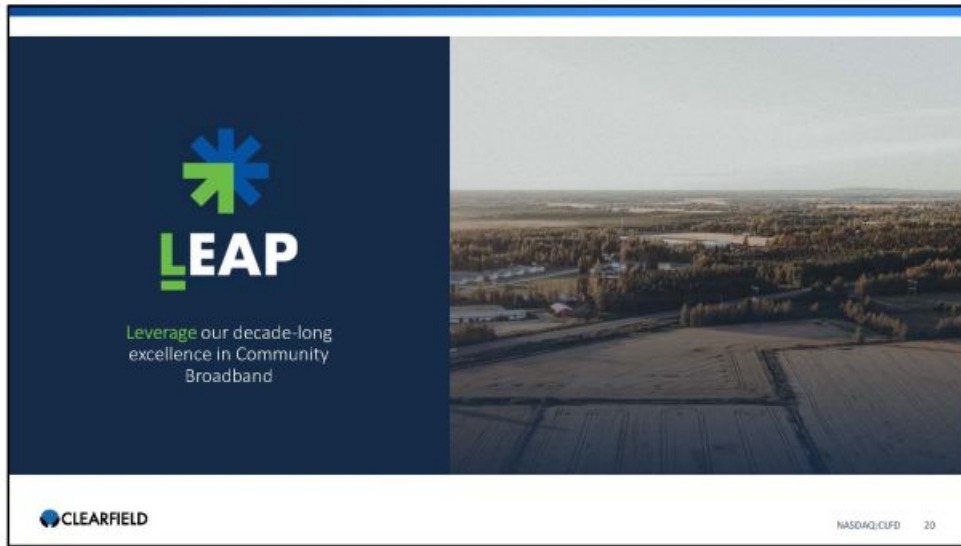 LEAP
Leverage our decade-long
excellence in Community
Broadband
CLEARFIELD
NASDAQ:CLFD 20